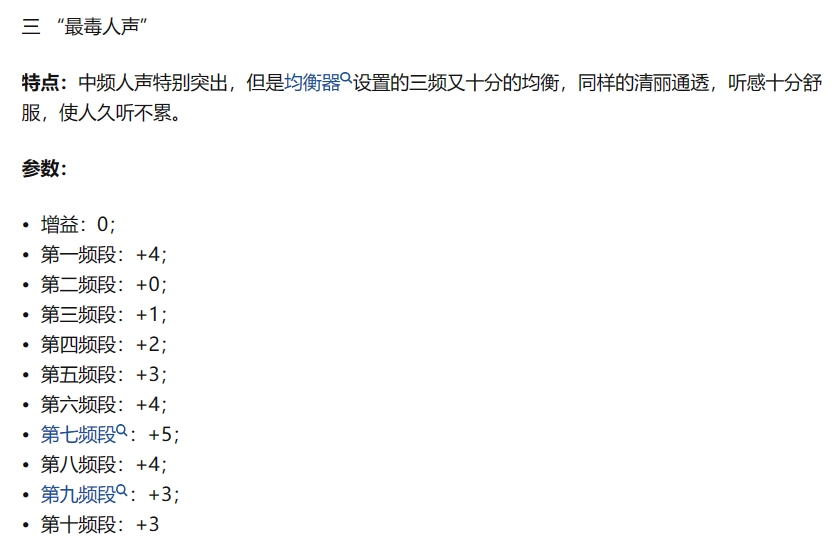 三 “最毒人声”
特点：中频人声特别突出，但是均衡器设置的三频又十分的均衡，同样的清丽通透，听感十分舒
服，使人久听不累。
参数：
• 增益：0；
• 第一频段：+4；
• 第二频段：+0；
• 第三频段：+1；
• 第四频段：+2；
• 第五频段：+3；
• 第六频段：+4；
• 第七频段：+5；
• 第八频段：+4；
• 第九频段：+3；
• 第十频段：+3